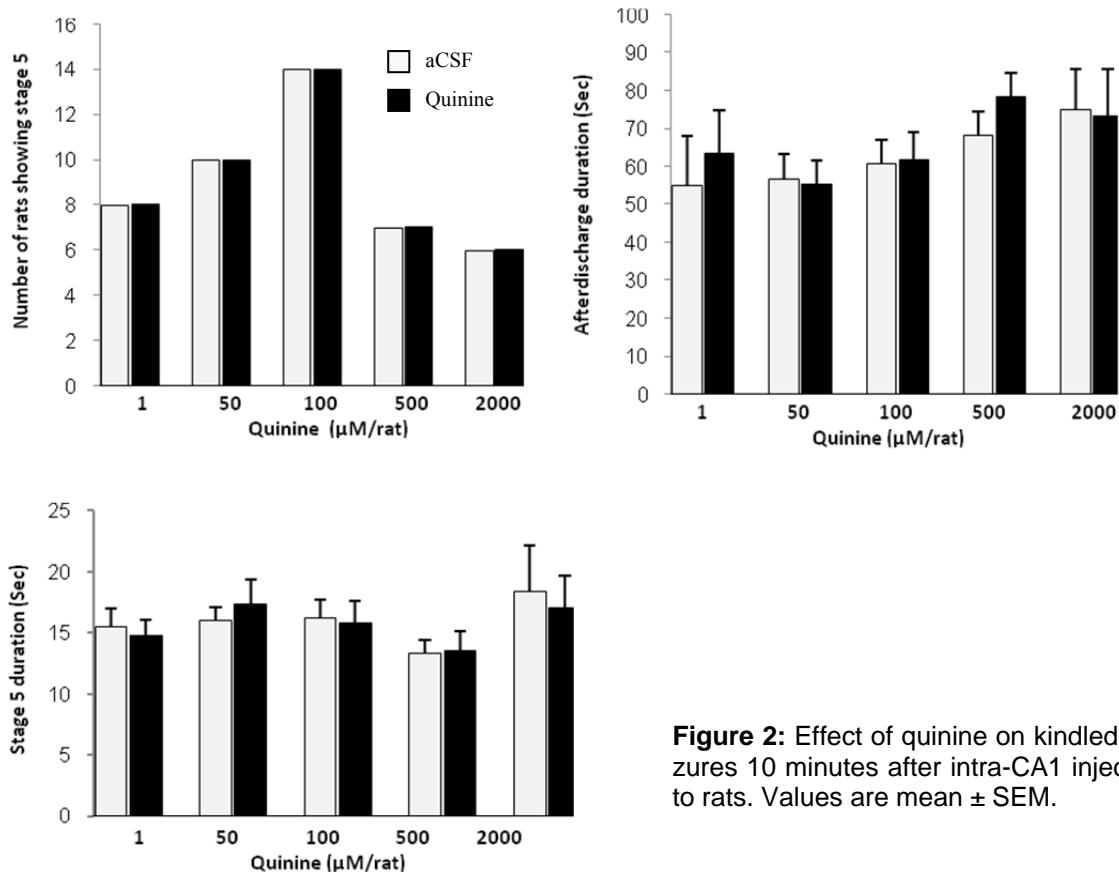 Number of rats showing stage 5
16
14
12
10
8
6
4
2
0
aCSF
Quinine
1 50 100 500 2000
Quinine (µM/rat)
Afterdischarge duration (Sec)
100
90
80
70
60
50
40
30
20
10
0
1 50 100 500 2000
Quinine (µM/rat)
Stage 5 duration (Sec)
25
20
15
10
5
0
1 50 100 500 2000
Quinine (µM/rat)
Figure 2: Effect of quinine on kindled
zures 10 minutes after intra-CA1 injec
to rats. Values are mean ± SEM.